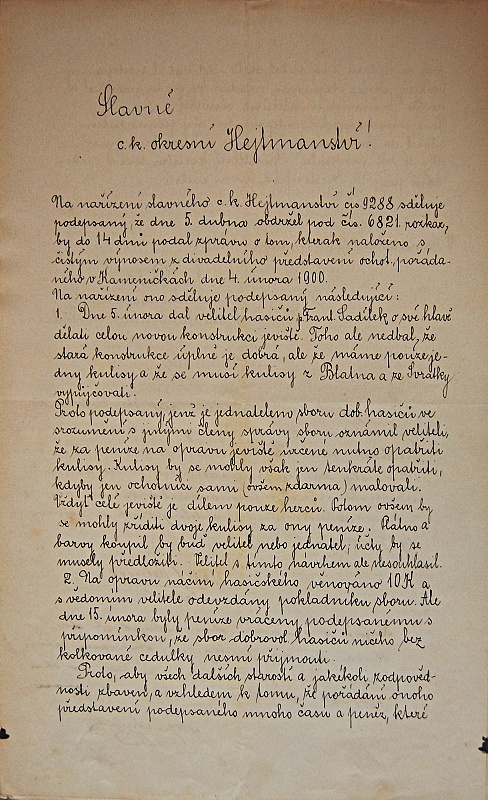 Slavné
c.k. okresní Hejtmanství!
Na nařízení slavného c.k. Hejtmanství čís 9288 sděluje
podepsaný, že dne 5. dubna obdržel pod čís. 6821. rozkaz,
by do 14 dnů podal zprávu o tom, kterak naloženo s
čistým výnosem z divadelního představení ochot. pořáda-
ného v Kameničkách dne 4. února 1900.
Na nařízení ono sděluje podepsaný následující:
1. Dne 5. února dal velitel hasičů p. Frant. Sadílek o své hlavě
dělati celou novou konstrukci jeviště. Toho ale nedbal, že
stará konstrukce úplně je dobrá, ale že máme pouze je-
dny kulisy a že se musí kulisy z Blatna a ze Svratky
vypůjčovati.
Proto podepsaný, jenž je jednatelem sboru dob. hasičů ve
srozumění s jinými členy správy sboru oznámil veliteli,
že za peníze na opravu jeviště určené nutno opatřiti
kulisy. Kulisy by se mohly však jen tenkráte opatřiti,
kdyby jen ochotníci sami (ovšem zdarma) malovali.
Vždyť celé jeviště je dílem pouze herců. Potom ovšem by
se mohly zříditi dvoje kulisy za ony peníze. Plátno a
barvy koupil by buď velitel nebo jednatel; účty by se
musely předložiti. Velitel s tímto návrhem ale nesouhlasil.
2. Na opravu náčiní hasičského věnováno 10 K a
s vědomím velitele odevzdány pokladníku sboru. Ale
dne 15. února byly peníze vráceny podepsanému s
připomínkou, že sbor dobrovol. hasičů ničeho bez
kolkované cedulky nesmí přijmouti.
Proto, aby všech dalších starostí a jakékoli zodpověd-
nosti zbaven, a vzhledem k tomu, že pořádání onoho
představení podepsaného mnoho času a peněz, které